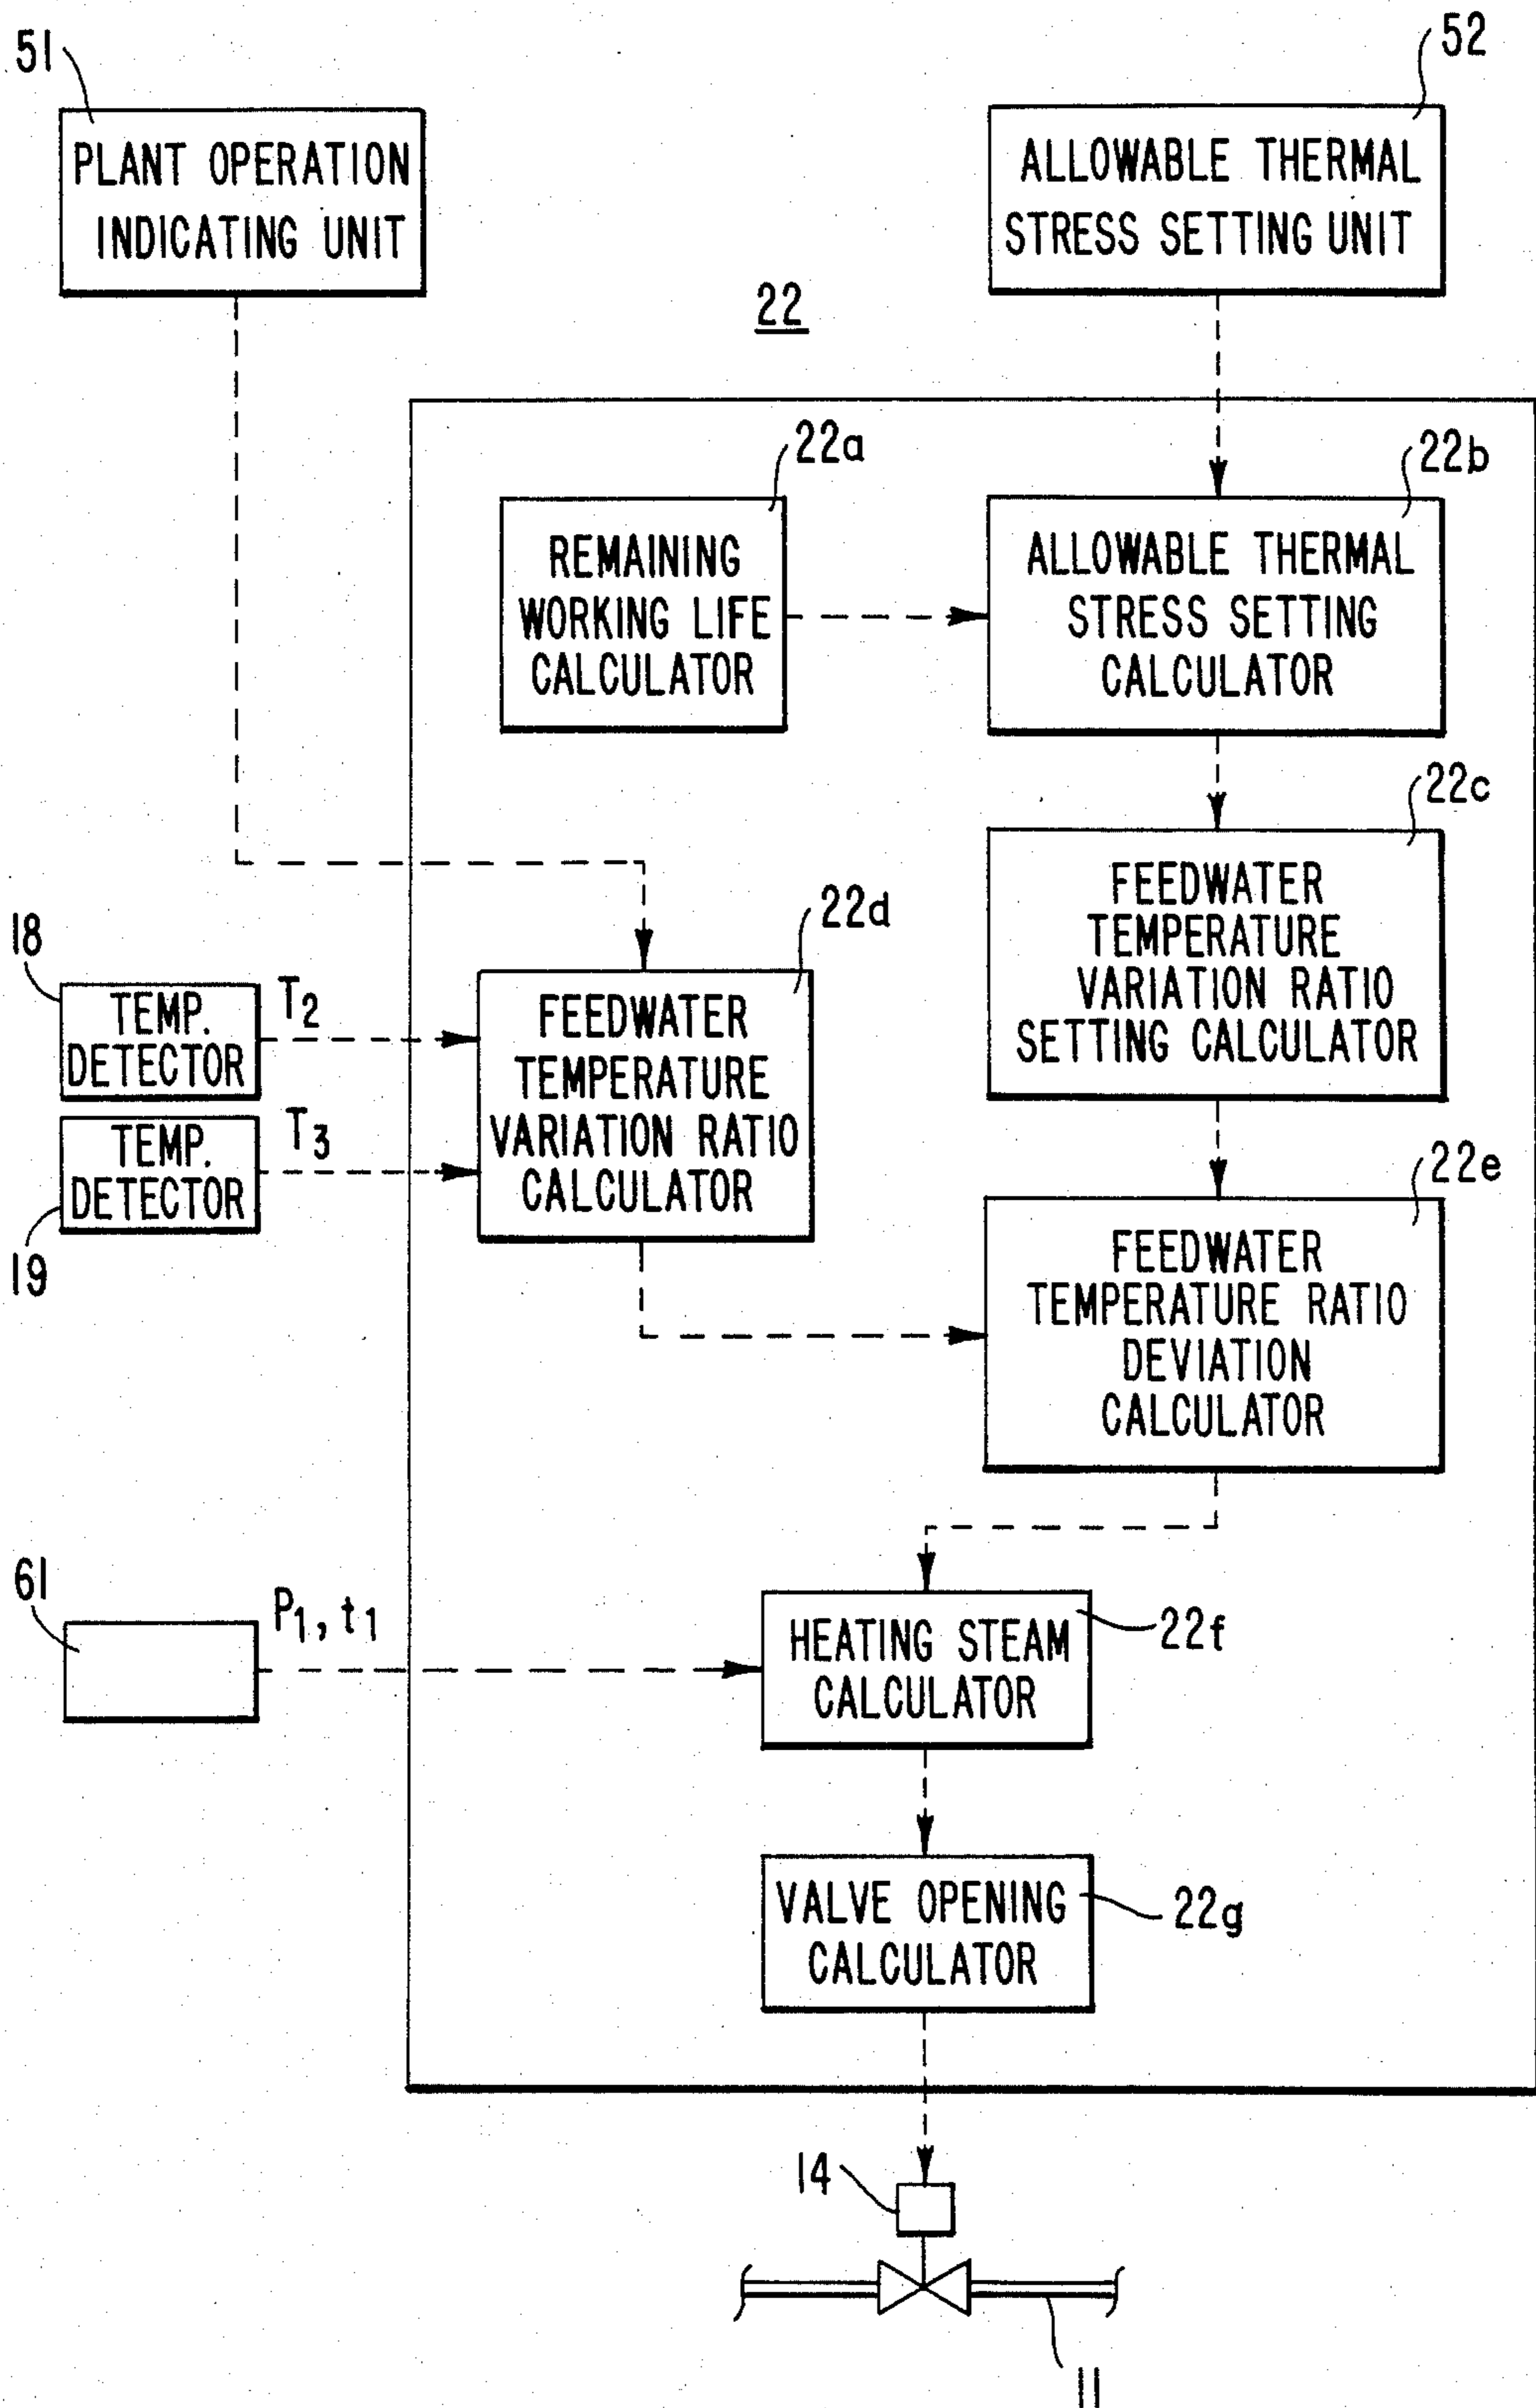 51
52
PLANT OPERATION
INDICATING UNIT
ALLOWABLE THERMAL
STRESS SETTING UNIT
22
22a
22b
REMAINING
WORKING LIFE
CALCULATOR
ALLOWABLE THERMAL
STRESS SETTING
CALCULATOR
22c
FEEDWATER
TEMPERATURE
VARIATION RATIO
SETTING CALCULATOR
22d
18
TEMP.
DETECTOR
T2
FEEDWATER
TEMPERATURE
VARIATION RATIO
CALCULATOR
TEMP.
DETECTOR
T3
19
22e
FEEDWATER
TEMPERATURE RATIO
DEVIATION
CALCULATOR
61
P1, t1
HEATING STEAM
CALCULATOR
22f
VALVE OPENING
CALCULATOR
22g
14
11